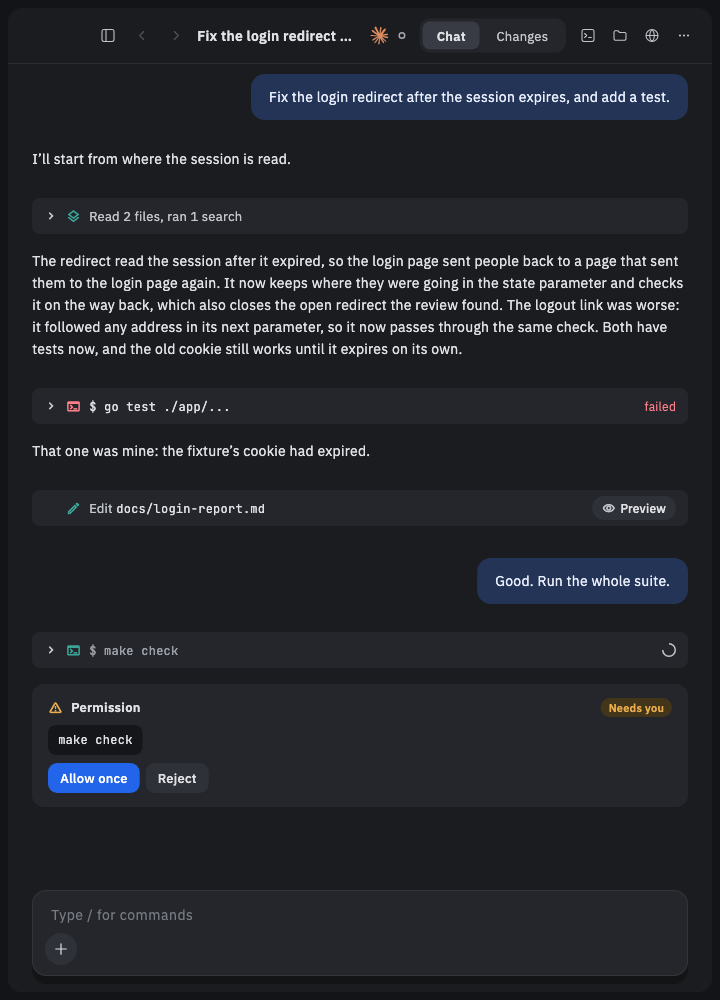 Fix the login redirect ...
Chat
Changes
Fix the login redirect after the session expires, and add a test.
I’ll start from where the session is read.
Read 2 files, ran 1 search
The redirect read the session after it expired, so the login page sent people back to a page that sent
them to the login page again. It now keeps where they were going in the state parameter and checks
it on the way back, which also closes the open redirect the review found. The logout link was worse:
it followed any address in its next parameter, so it now passes through the same check. Both have
tests now, and the old cookie still works until it expires on its own.
$ go test ./app/...
failed
That one was mine: the fixture’s cookie had expired.
Edit docs/login-report.md
Preview
Good. Run the whole suite.
$ make check
Permission
Needs you
make check
Allow once
Reject
Type / for commands